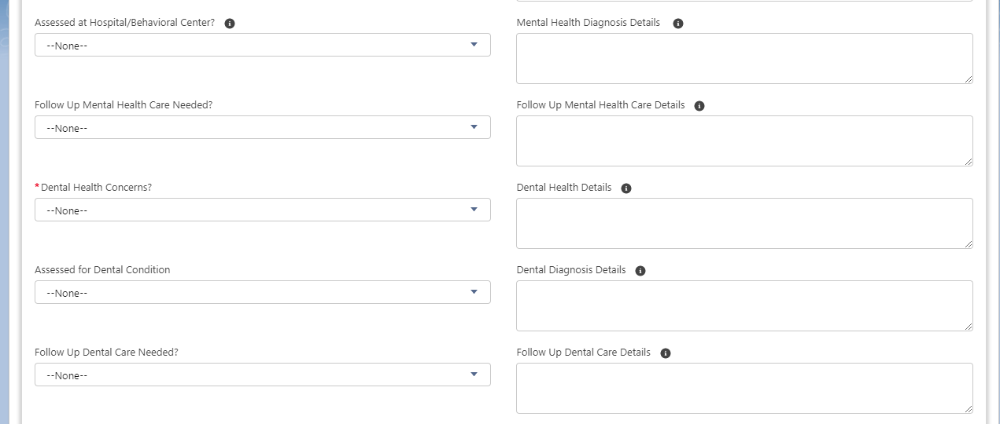 Assessed at Hospital/Behavioral Center?
Mental Health Diagnosis Details
--None--
Follow Up Mental Health Care Needed?
Follow Up Mental Health Care Details
--None--
*Dental Health Concerns?
Dental Health Details
--None--
Assessed for Dental Condition
Dental Diagnosis Details
--None--
Follow Up Dental Care Needed?
Follow Up Dental Care Details
--None--